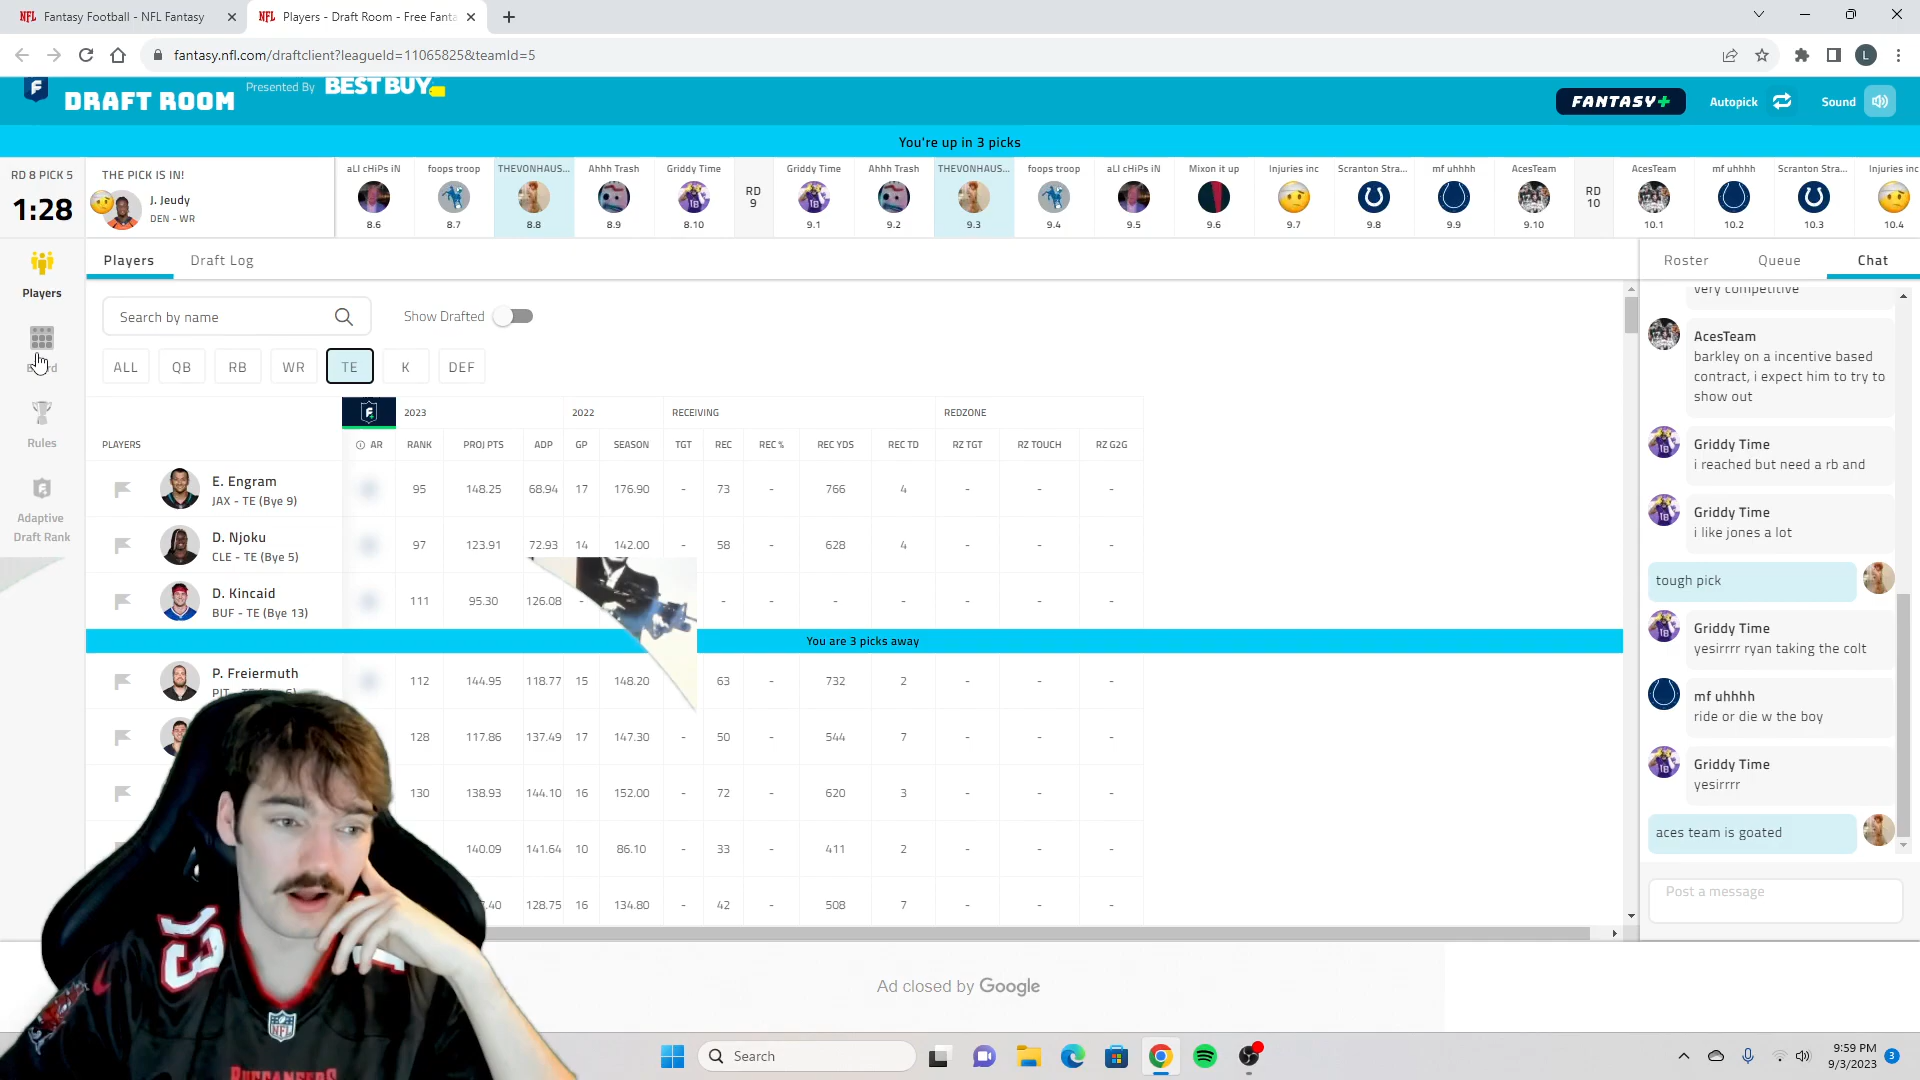 Fantasy Football - NFL Fantasy
Players - Draft Room - Free Fanta
fantasy.nfl.com/draftclient?leagueId=11065825&teamId=5
L
DRAFT ROOM
Presented By
BEST BUY
FANTASY+
Autopick
Sound
You're up in 3 picks
RD 8 PICK 5
1:28
THE PICK IS IN!
J. Jeudy
DEN - WR
aLl cHiPs iN
8.6
foops troop
8.7
THEVONHAUS...
8.8
Ahhh Trash
8.9
Griddy Time
8.10
RD
9
Griddy Time
9.1
Ahhh Trash
9.2
THEVONHAUS...
9.3
foops troop
9.4
aLl cHiPs iN
9.5
Mixon it up
9.6
Injuries inc
9.7
Scranton Stra...
9.8
mf uhhhh
9.9
AcesTeam
9.10
RD
10
AcesTeam
10.1
mf uhhhh
10.2
Scranton Stra...
10.3
Injuries inc
10.4
Players
Rules
Adaptive
Draft Rank
Players
Draft Log
Search by name
Show Drafted
ALL
QB
RB
WR
TE
K
DEF
2023
2022
RECEIVING
REDZONE
PLAYERS
AR
RANK
PROJ PTS
ADP
GP
SEASON
TGT
REC
REC %
REC YDS
REC TD
RZ TGT
RZ TOUCH
RZ G2G
E. Engram
JAX - TE (Bye 9)
95 148.25 68.94 17 176.90 - 73 - 766 4 - - -
D. Njoku
CLE - TE (Bye 5)
97 123.91 72.93 14 142.00 - 58 - 628 4 - - -
D. Kincaid
BUF - TE (Bye 13)
111 95.30 126.08 - - - - - - - -
You are 3 picks away
P. Freiermuth
112 144.95 118.77 15 148.20 63 - 732 2 - - -
128 117.86 137.49 17 147.30 - 50 - 544 7 - - -
130 138.93 144.10 16 152.00 - 72 - 620 3 - - -
140.09 141.64 10 86.10 - 33 - 411 2 - - -
128.75 16 134.80 - 42 - 508 7 - - -
Roster
Queue
Chat
very competitive
AcesTeam
barkley on a incentive based
contract, i expect him to try to
show out
Griddy Time
i reached but need a rb and
Griddy Time
i like jones a lot
tough pick
Griddy Time
yesirrrr ryan taking the colt
mf uhhhh
ride or die w the boy
Griddy Time
yesirrrr
aces team is goated
Post a message
Ad closed by Google
NFL
BUCCANEERS
Search
9:59 PM
9/3/2023
3